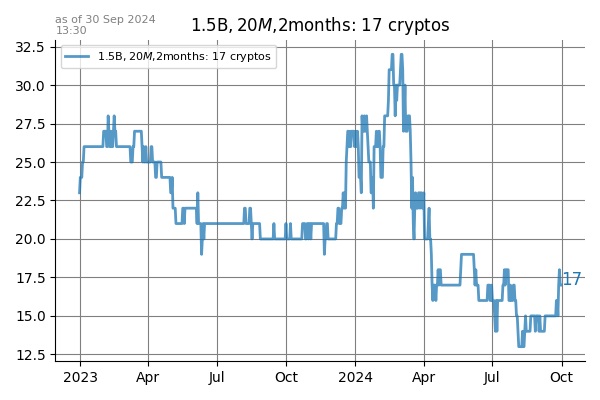 as of 30 Sep 2024
13:30
1.5B, 20M,2months: 17 cryptos
1.5B, 20M,2months: 17 cryptos
32.5
30.0
27.5
25.0
22.5
20.0
17.5
15.0
12.5
17
2023 Apr Jul Oct 2024 Apr Jul Oct